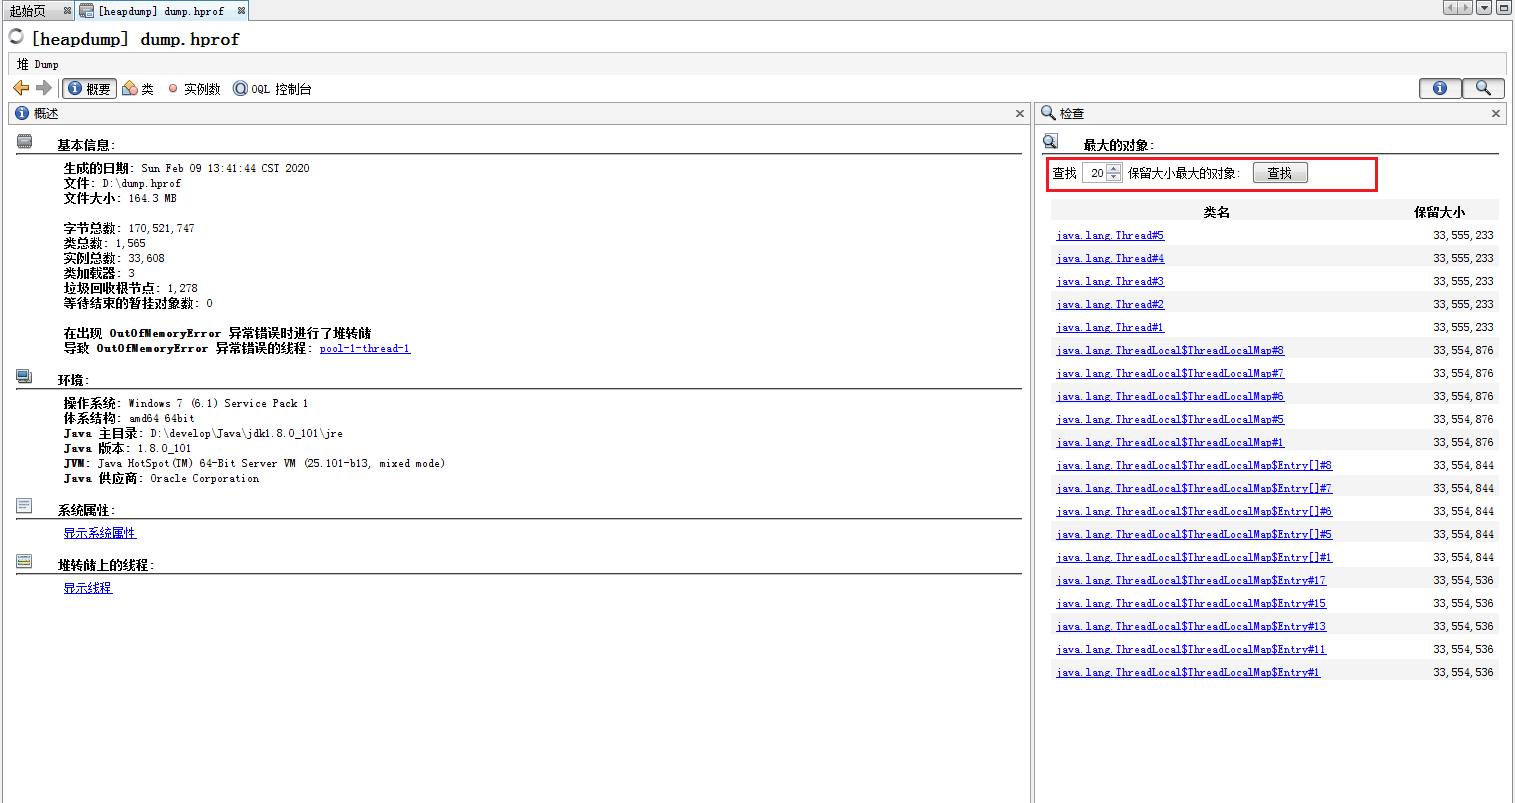 起始页
[heapdump] dump.hprof
[heapdump] dump.hprof
堆 Dump
概要 类 实例数 OQL 控制台
概述
基本信息:
生成的日期: Sun Feb 09 13:41:44 CST 2020
文件: D:\dump.hprof
文件大小: 164.3 MB
字节总数: 170,521,747
类总数: 1,565
实例总数: 33,608
类加载器: 3
垃圾回收根节点: 1,278
等待结束的暂挂对象数: 0
在出现 OutOfMemoryError 异常错误时进行了堆转储
导致 OutOfMemoryError 异常错误的线程: pool-1-thread-1
环境:
操作系统: Windows 7 (6.1) Service Pack 1
体系结构: amd64 64bit
Java 主目录: D:\develop\Java\jdk1.8.0_101\jre
Java 版本: 1.8.0_101
JVM: Java HotSpot(TM) 64-Bit Server VM (25.101-b13, mixed mode)
Java 供应商: Oracle Corporation
系统属性:
显示系统属性
堆转储上的线程:
显示线程
检查
最大的对象:
查找 20 保留大小最大的对象: 查找
类名 保留大小
java.lang.Thread#5 33,555,233
java.lang.Thread#4 33,555,233
java.lang.Thread#3 33,555,233
java.lang.Thread#2 33,555,233
java.lang.Thread#1 33,555,233
java.lang.ThreadLocal$ThreadLocalMap#8 33,554,876
java.lang.ThreadLocal$ThreadLocalMap#7 33,554,876
java.lang.ThreadLocal$ThreadLocalMap#6 33,554,876
java.lang.ThreadLocal$ThreadLocalMap#5 33,554,876
java.lang.ThreadLocal$ThreadLocalMap#1 33,554,876
java.lang.ThreadLocal$ThreadLocalMap$Entry[]#8 33,554,844
java.lang.ThreadLocal$ThreadLocalMap$Entry[]#7 33,554,844
java.lang.ThreadLocal$ThreadLocalMap$Entry[]#6 33,554,844
java.lang.ThreadLocal$ThreadLocalMap$Entry[]#5 33,554,844
java.lang.ThreadLocal$ThreadLocalMap$Entry[]#1 33,554,844
java.lang.ThreadLocal$ThreadLocalMap$Entry#17 33,554,536
java.lang.ThreadLocal$ThreadLocalMap$Entry#15 33,554,536
java.lang.ThreadLocal$ThreadLocalMap$Entry#13 33,554,536
java.lang.ThreadLocal$ThreadLocalMap$Entry#11 33,554,536
java.lang.ThreadLocal$ThreadLocalMap$Entry#1 33,554,536